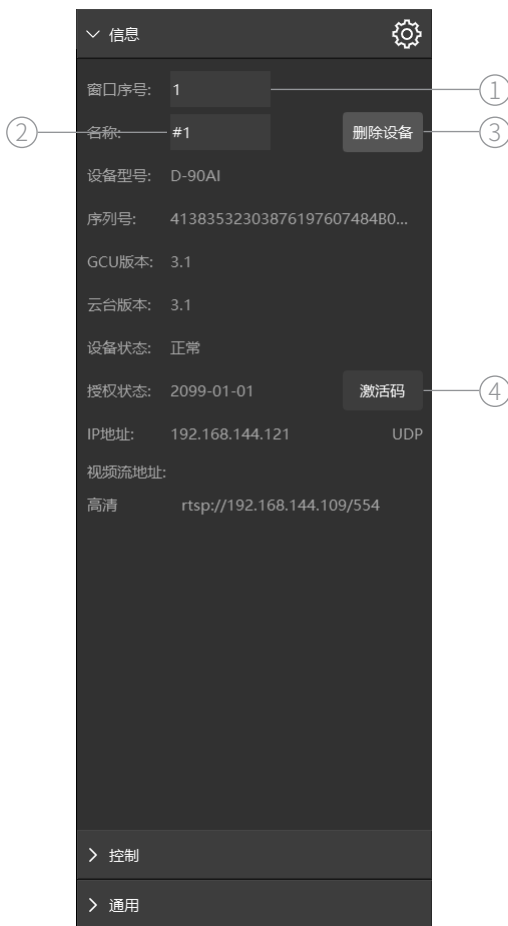 信息
窗口序号: 1 ①
② 名称: #1 删除设备 ③
设备型号: D-90AI
序列号: 41383532303876197607484B0...
GCU版本: 3.1
云台版本: 3.1
设备状态: 正常
授权状态: 2099-01-01 激活码 ④
IP地址: 192.168.144.121 UDP
视频流地址:
高清 rtsp://192.168.144.109/554
控制
通用